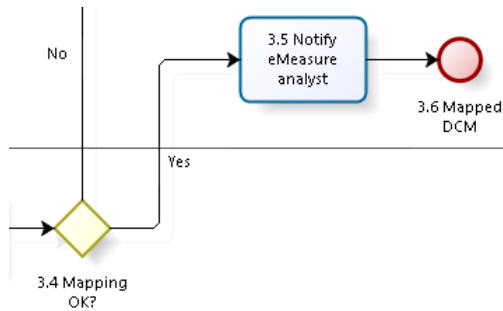 No
3.5 Notify
eMeasure
analyst
3.6 Mapped
DCM
Yes
3.4 Mapping
OK?